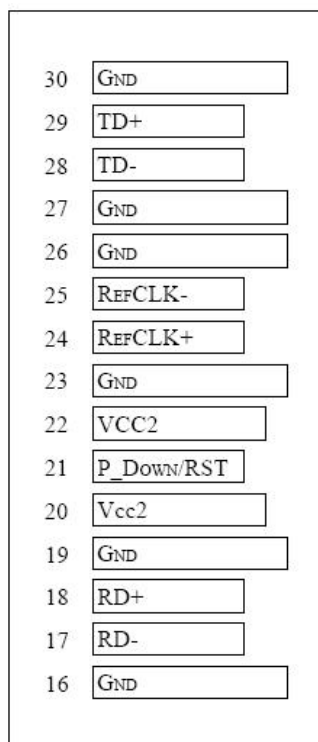 30 GND
29 TD+
28 TD-
27 GND
26 GND
25 REFCLK-
24 REFCLK+
23 GND
22 VCC2
21 P_DOWN/RST
20 VCC2
19 GND
18 RD+
17 RD-
16 GND